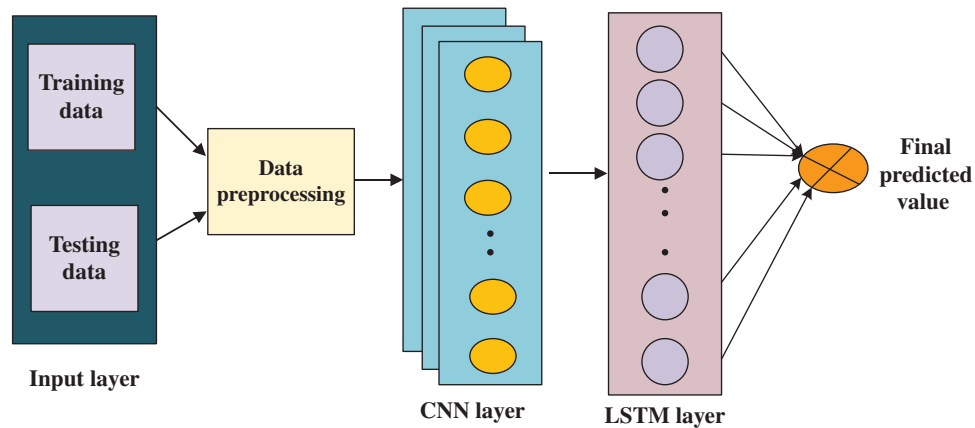 Training
data
Testing
data
Input layer
Data
preprocessing
CNN layer
LSTM layer
Final
predicted
value